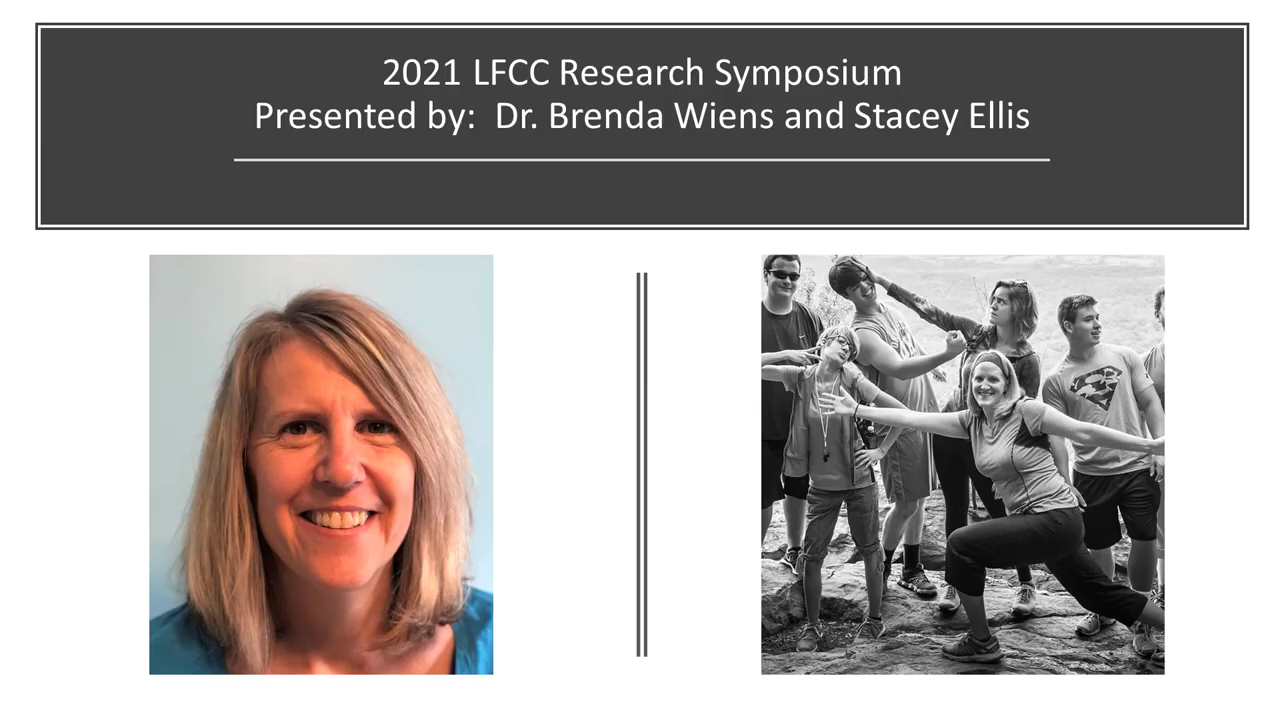 2021 LFCC Research Symposium
Presented by:  Dr. Brenda Wiens and Stacey Ellis